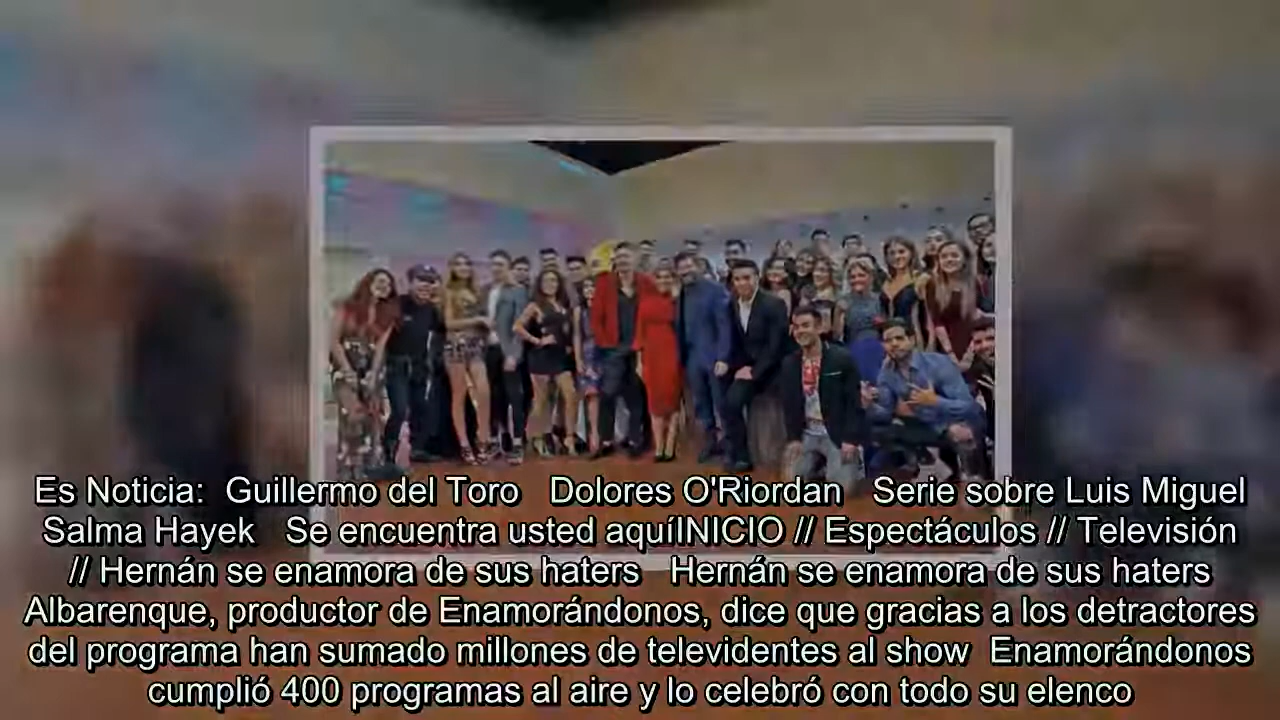 Es Noticia:  Guillermo del Toro   Dolores O'Riordan   Serie sobre Luis Miguel
Salma Hayek   Se encuentra usted aquíINICIO // Espectáculos // Televisión
// Hernán se enamora de sus haters   Hernán se enamora de sus haters
Albarenque, productor de Enamorándonos, dice que gracias a los detractores
del programa han sumado millones de televidentes al show  Enamorándonos
cumplió 400 programas al aire y lo celebró con todo su elenco